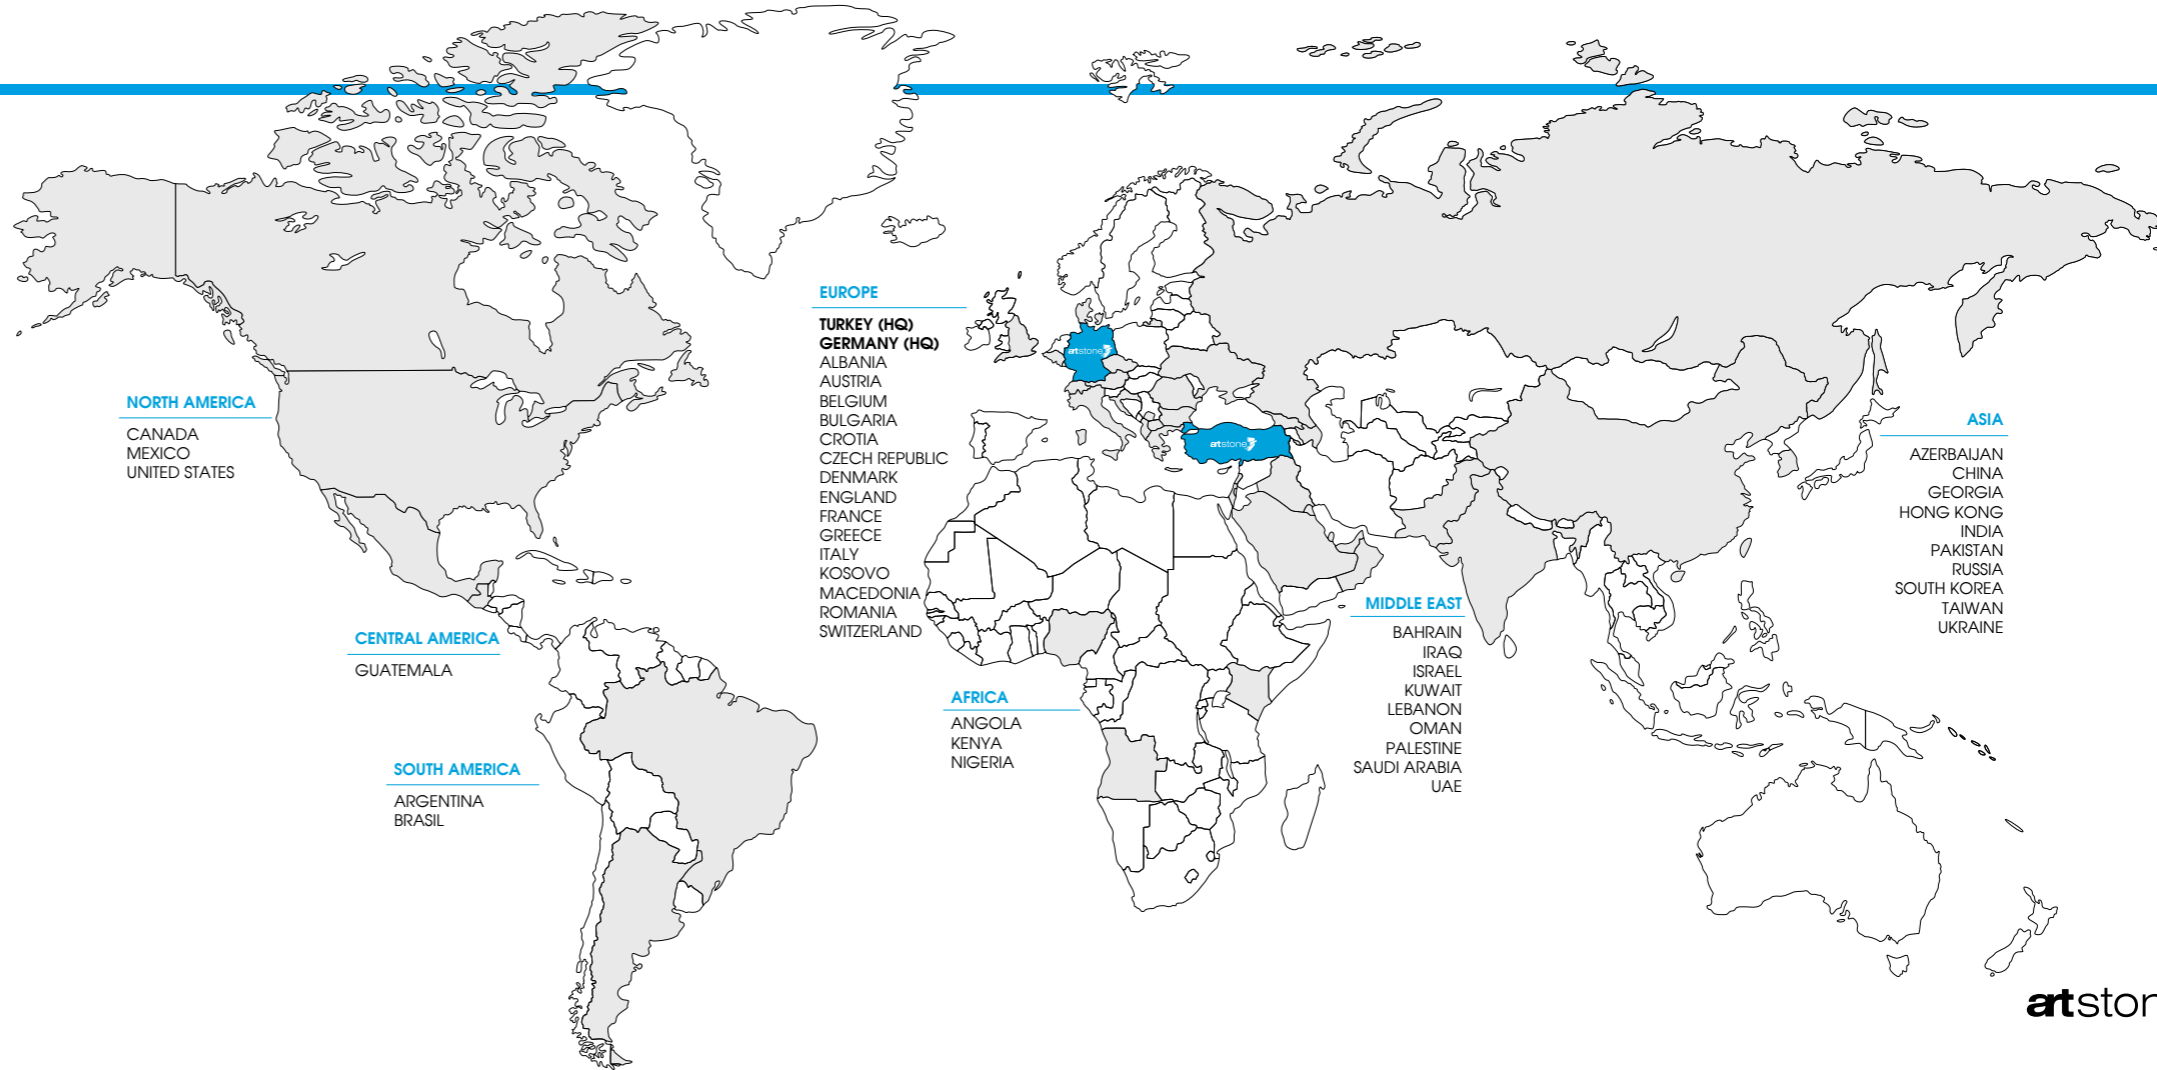 NORTH AMERICA
CANADA
MEXICO
UNITED STATES
CENTRAL AMERICA
GUATEMALA
SOUTH AMERICA
ARGENTINA
BRASIL
EUROPE
TURKEY (HQ)
GERMANY (HQ)
ALBANIA
AUSTRIA
BELGIUM
BULGARIA
CROTIA
CZECH REPUBLIC
DENMARK
ENGLAND
FRANCE
GREECE
ITALY
KOSOVO
MACEDONIA
ROMANIA
SWITZERLAND
artstone
artstone
AFRICA
ANGOLA
KENYA
NIGERIA
MIDDLE EAST
BAHRAIN
IRAQ
ISRAEL
KUWAIT
LEBANON
OMAN
PALESTINE
SAUDI ARABIA
UAE
ASIA
AZERBAIJAN
CHINA
GEORGIA
HONG KONG
INDIA
PAKISTAN
RUSSIA
SOUTH KOREA
TAIWAN
UKRAINE
artstor